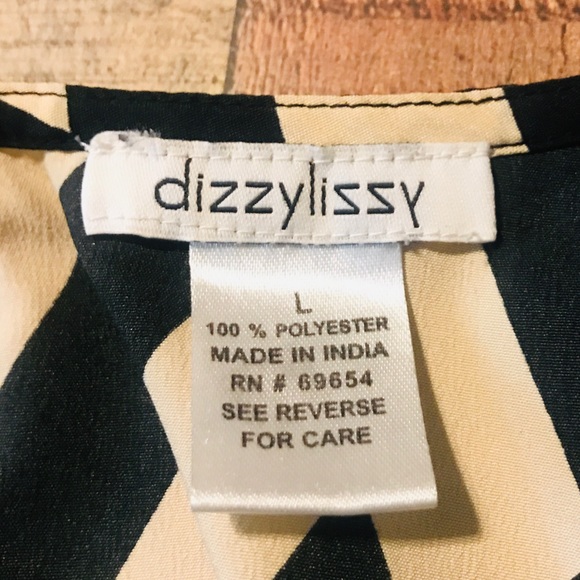 dizzylissy
L
100 % POLYESTER
MADE IN INDIA
RN # 69654
SEE REVERSE
FOR CARE